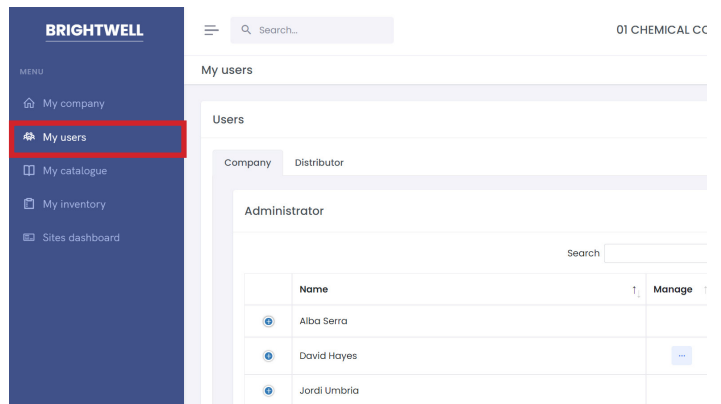 BRIGHTWELL
Search...
01 CHEMICAL CO
MENU
My users
My company
My users
My catalogue
My inventory
Sites dashboard
Users
Company
Distributor
Administrator
Search
Name
Manage
Alba Serra
David Hayes
...
Jordi Umbria